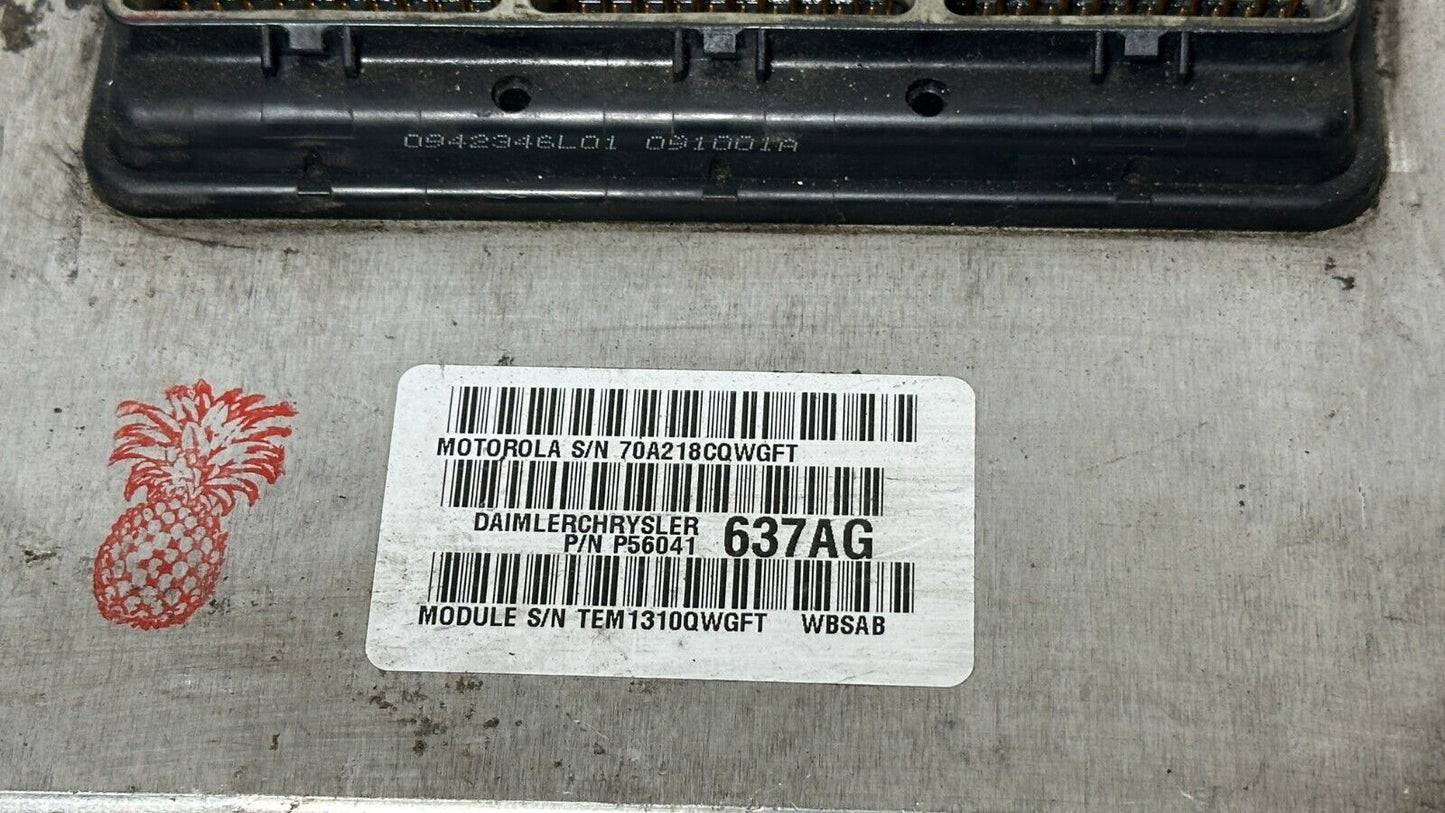 0942346L01 091001A
MOTOROLA S/N 70A218CQWGFT
DAIMLERCHRYSLER 637AG
P/N P56041
MODULE S/N TEM1310QWGFT WBSAB